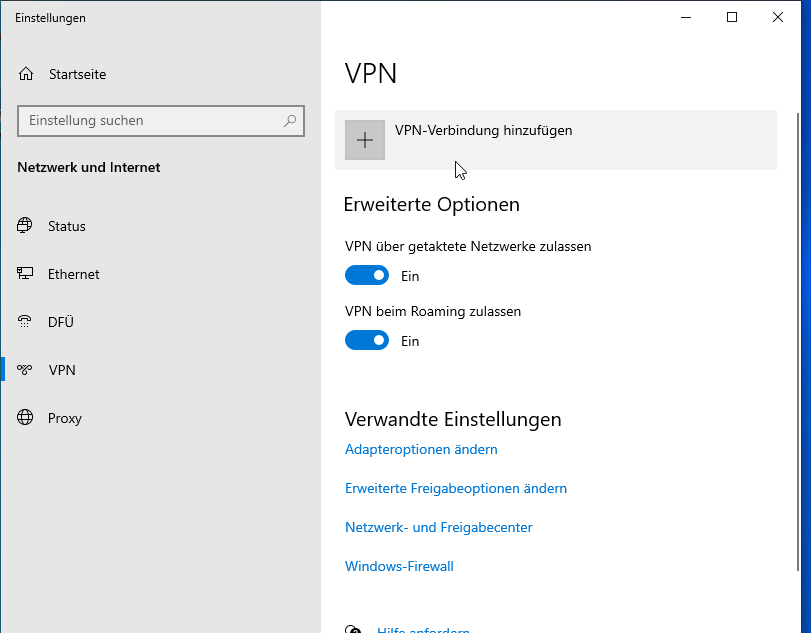 Einstellungen
Startseite
Einstellung suchen
Netzwerk und Internet
Status
Ethernet
DFÜ
VPN
Proxy
VPN
VPN-Verbindung hinzufügen
Erweiterte Optionen
VPN über getaktete Netzwerke zulassen
Ein
VPN beim Roaming zulassen
Ein
Verwandte Einstellungen
Adapteroptionen ändern
Erweiterte Freigabeoptionen ändern
Netzwerk- und Freigabecenter
Windows-Firewall
Hilfe anfordern